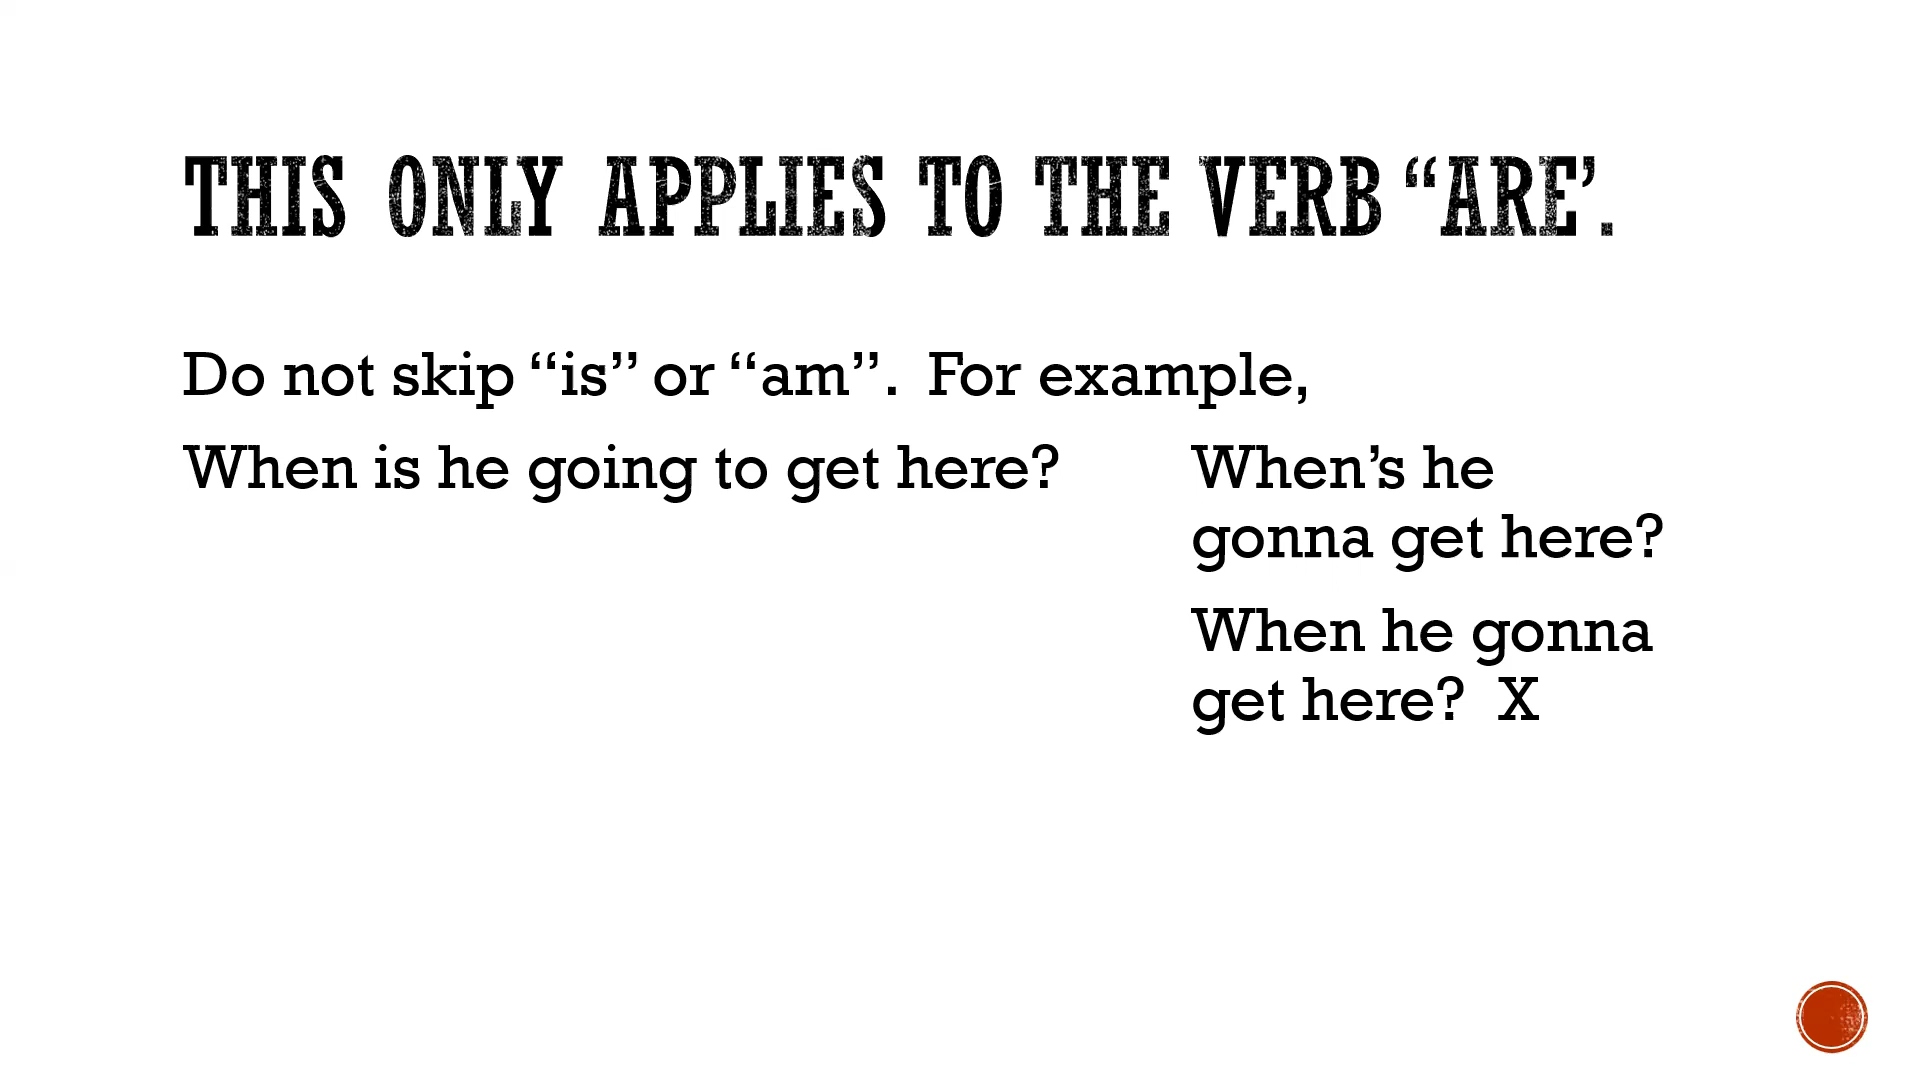 THIS ONLY APPLIES TO THE VERB “ARE’.
Do not skip “is” or “am”. For example,
When is he going to get here?
When’s he
gonna get here?
When he gonna
get here? X